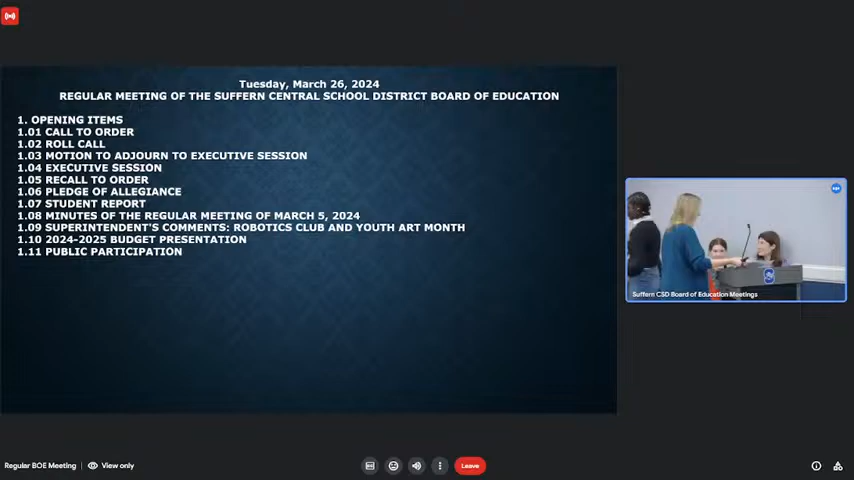 Tuesday, March 26, 2024
REGULAR MEETING OF THE SUFFERN CENTRAL SCHOOL DISTRICT BOARD OF EDUCATION
1. OPENING ITEMS
1.01 CALL TO ORDER
1.02 ROLL CALL
1.03 MOTION TO ADJOURN TO EXECUTIVE SESSION
1.04 EXECUTIVE SESSION
1.05 RECALL TO ORDER
1.06 PLEDGE OF ALLEGIANCE
1.07 STUDENT REPORT
1.08 MINUTES OF THE REGULAR MEETING OF MARCH 5, 2024
1.09 SUPERINTENDENT'S COMMENTS: ROBOTICS CLUB AND YOUTH ART MONTH
1.10 2024-2025 BUDGET PRESENTATION
1.11 PUBLIC PARTICIPATION
Suffern CSD Board of Education Meetings
Regular BOE Meeting
View only
Leave